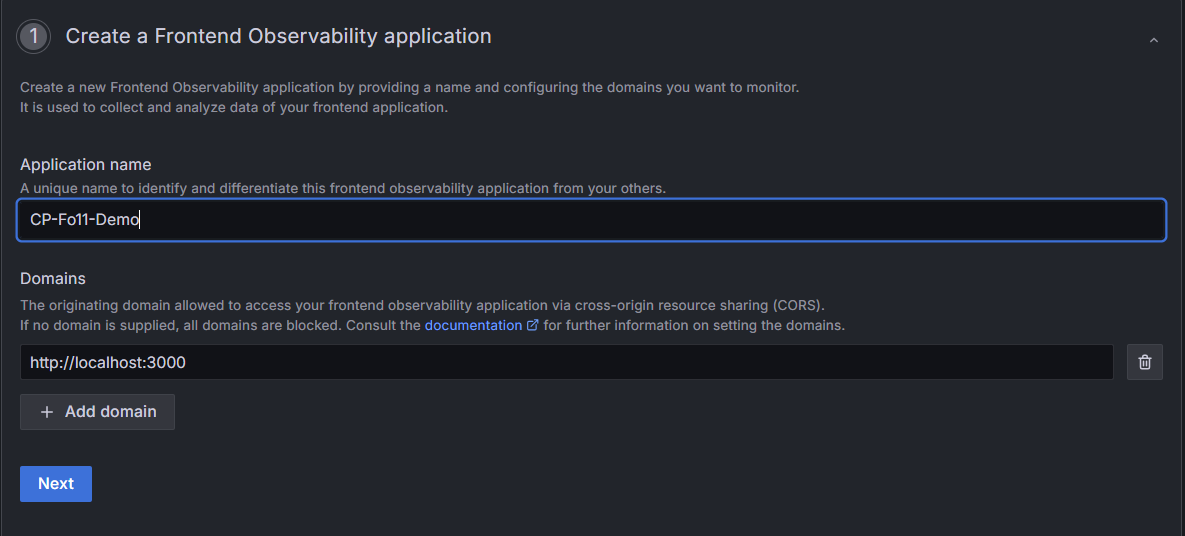 1 Create a Frontend Observability application
Create a new Frontend Observability application by providing a name and configuring the domains you want to monitor.
It is used to collect and analyze data of your frontend application.
Application name
A unique name to identify and differentiate this frontend observability application from your others.
CP-Fo11-Demo
Domains
The originating domain allowed to access your frontend observability application via cross-origin resource sharing (CORS).
If no domain is supplied, all domains are blocked. Consult the documentation for further information on setting the domains.
http://localhost:3000
+ Add domain
Next